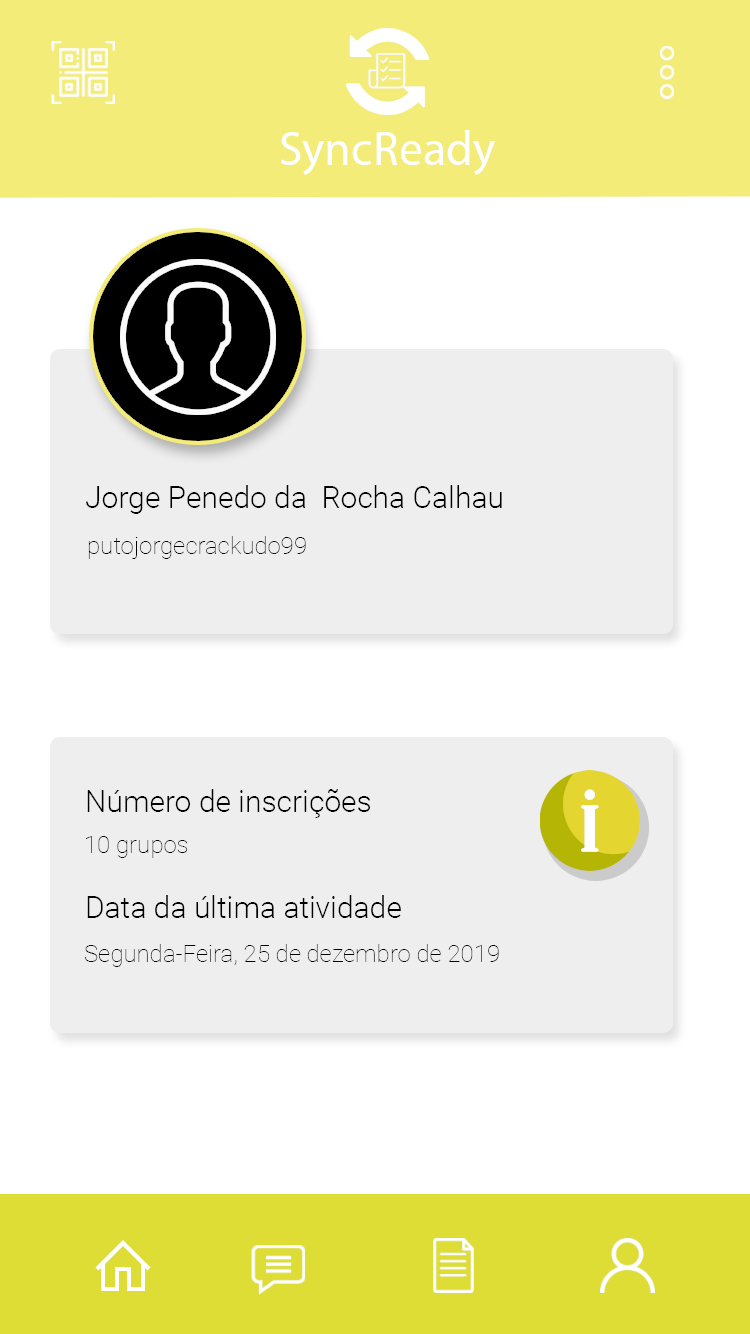 SyncReady
Jorge Penedo da  Rocha Calhau
putojorgecrackudo99
Número de inscrições
10 grupos
i
Data da última atividade
Segunda-Feira, 25 de dezembro de 2019